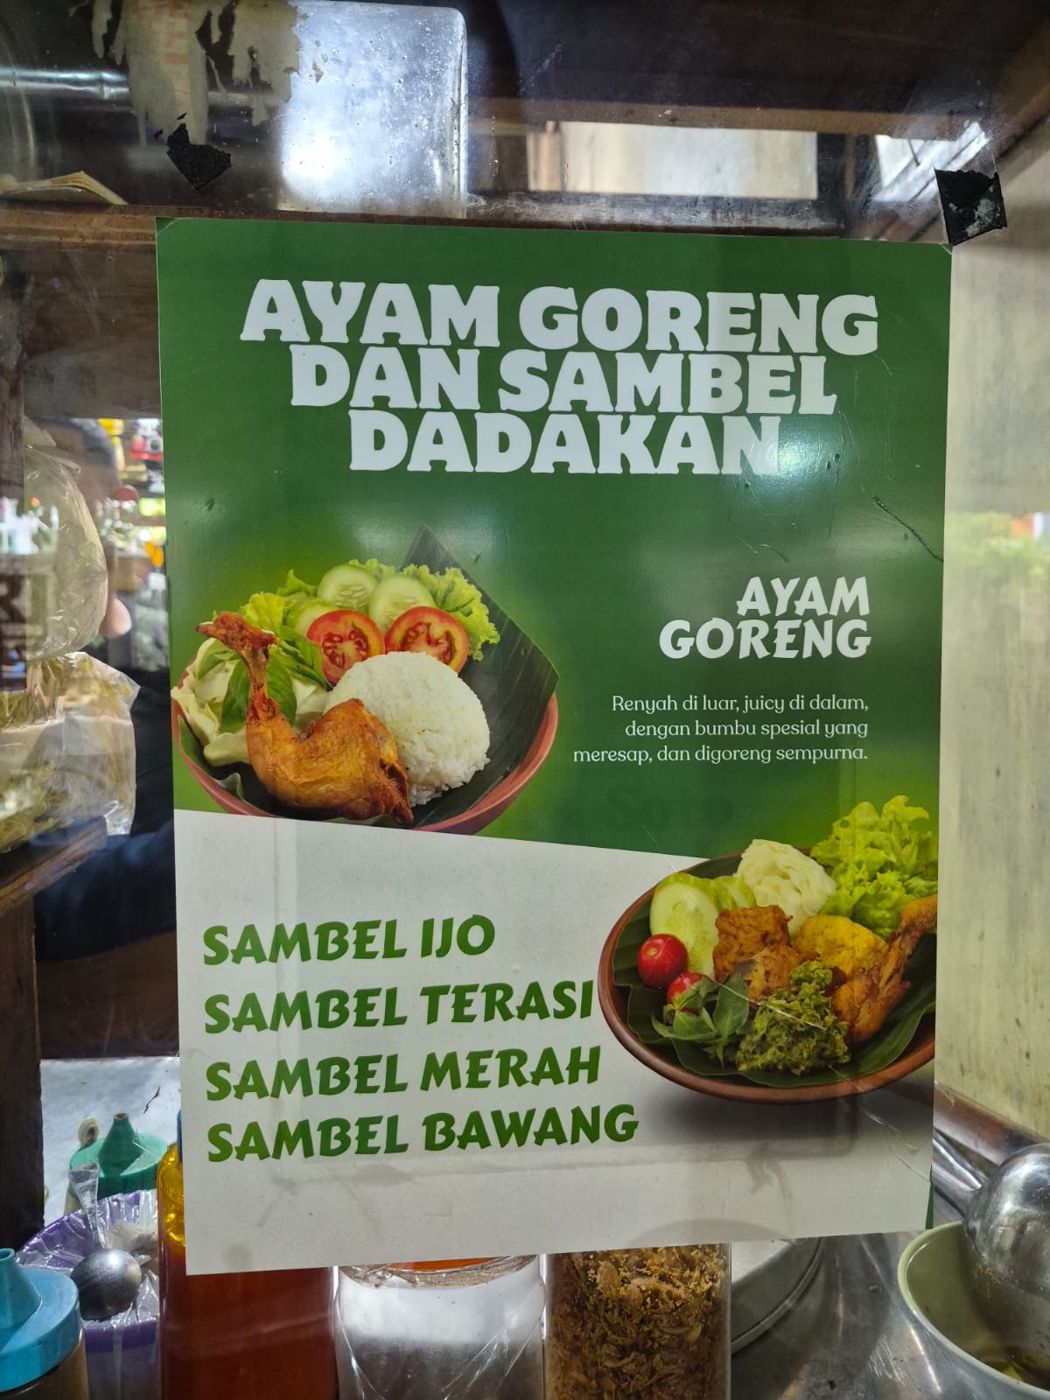 AYAM GORENG
DAN SAMBEL
DADAKAN
AYAM
GORENG
Renyah di luar, juicy di dalam,
dengan bumbu spesial yang
meresap, dan digoreng sempurna.
SAMBEL IJO
SAMBEL TERASI
SAMBEL MERAH
SAMBEL BAWANG